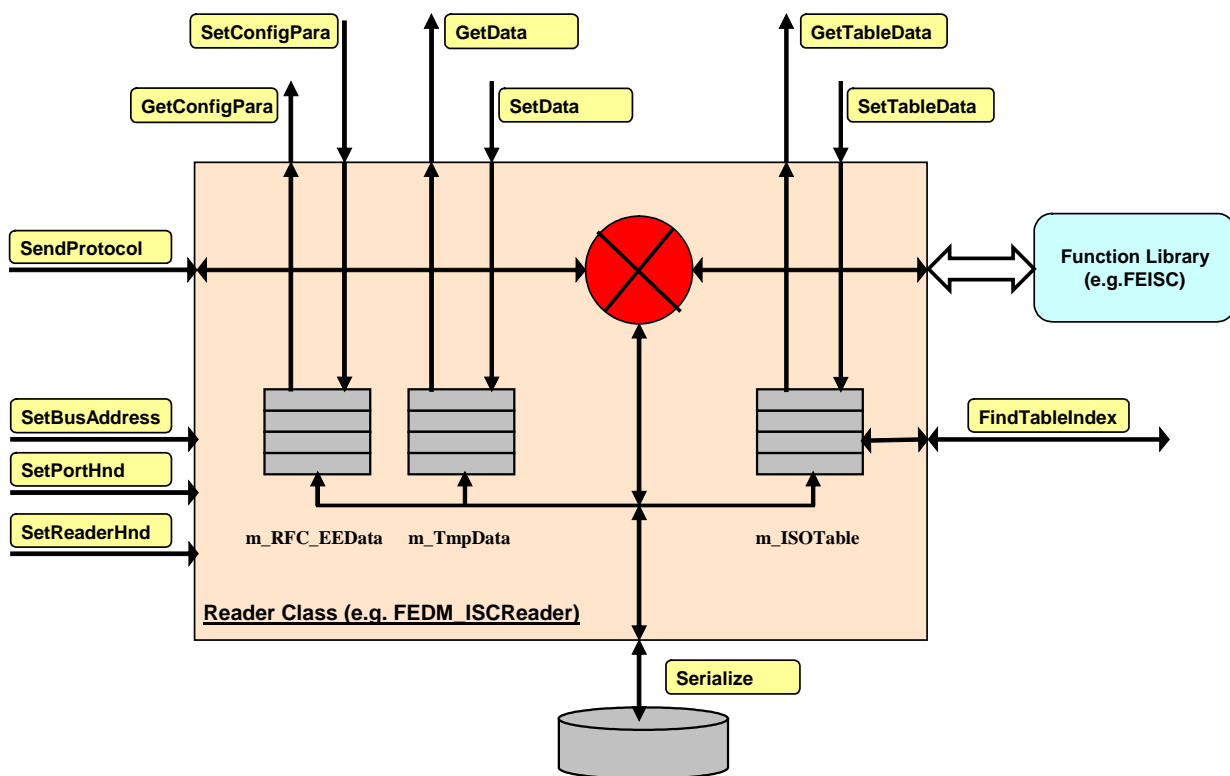 SetConfigPara
GetData
GetTableData
GetConfigPara
SetData
SetTableData
SendProtocol
Function Library
(e.g.FEISC)
SetBusAddress
FindTableIndex
SetPortHnd
SetReaderHnd
m_RFC_EEData
m_TmpData
m_ISOTable
Reader Class (e.g. FEDM_ISCReader)
Serialize